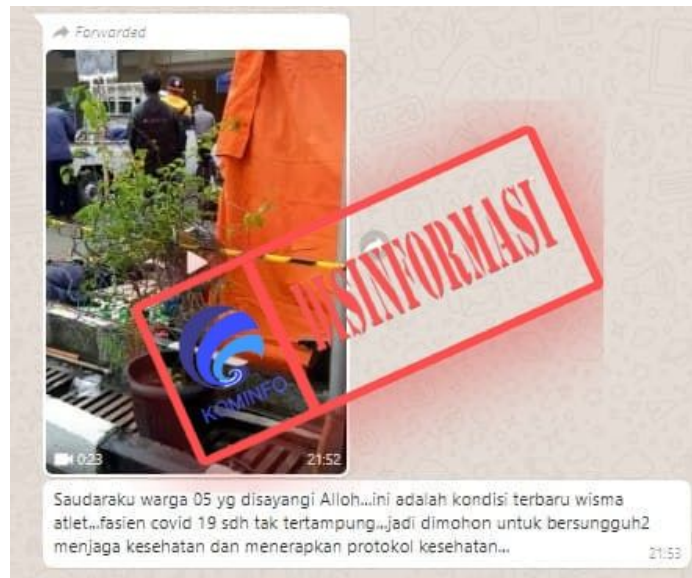 Forwarded
DISINFORMASI
KOMINFO
0:23
21:52
Saudaraku warga 05 yg disayangi Alloh...ini adalah kondisi terbaru wisma
atlet...fasien covid 19 sdh tak tertampung...jadi dimohon untuk bersungguh2
menjaga kesehatan dan menerapkan protokol kesehatan...
21:53